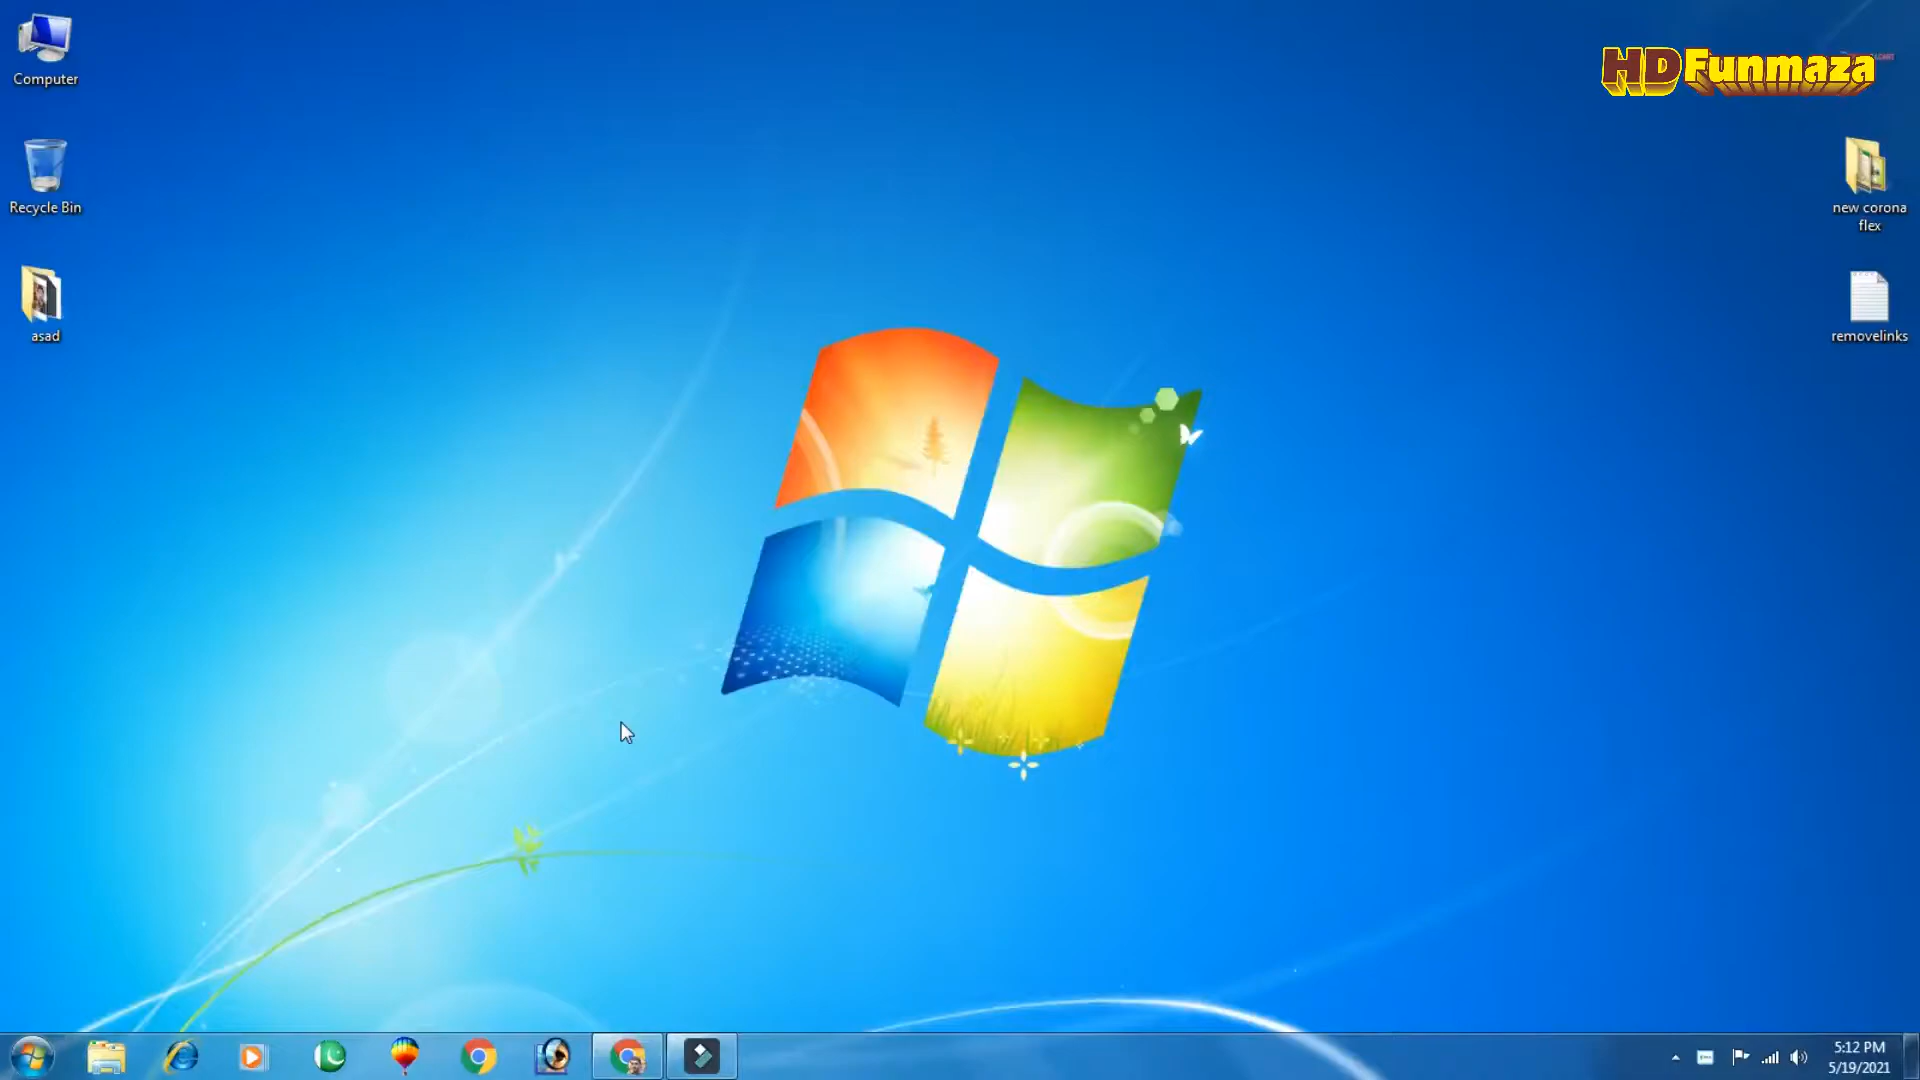 Computer
HDFunmaza
Recycle Bin
new corona
flex
asad
removelinks
5:12 PM
5/19/2021